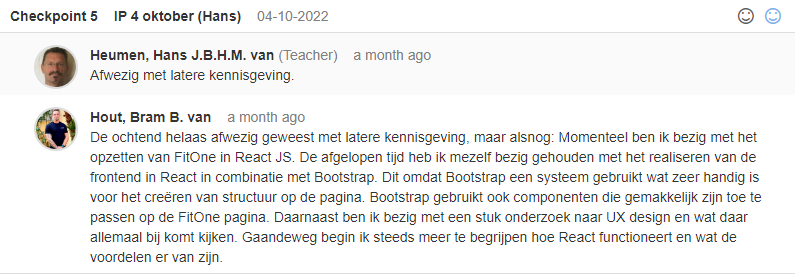 Checkpoint 5 IP 4 oktober (Hans) 04-10-2022
Heumen, Hans J.B.H.M. van (Teacher) a month ago
Afwezig met latere kennisgeving.
Hout, Bram B. van a month ago
De ochtend helaas afwezig geweest met latere kennisgeving, maar alsnog: Momenteel ben ik bezig met het
opzetten van FitOne in React JS. De afgelopen tijd heb ik mezelf bezig gehouden met het realiseren van de
frontend in React in combinatie met Bootstrap. Dit omdat Bootstrap een systeem gebruikt wat zeer handig is
voor het creëren van structuur op de pagina. Bootstrap gebruikt ook componenten die gemakkelijk zijn toe te
passen op de FitOne pagina. Daarnaast ben ik bezig met een stuk onderzoek naar UX design en wat daar
allemaal bij komt kijken. Gaandeweg begin ik steeds meer te begrijpen hoe React functioneert en wat de
voordelen er van zijn.